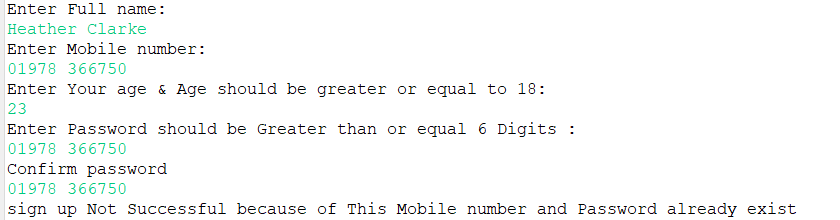 Enter Full name:
Heather Clarke
Enter Mobile number:
01978 366750
Enter Your age & Age should be greater or equal to 18:
23
Enter Password should be Greater than or equal 6 Digits :
01978 366750
Confirm password
01978 366750
sign up Not Successful because of This Mobile number and Password already exist